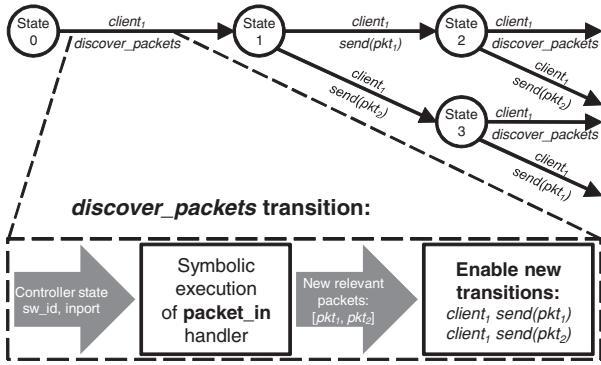 State 0
client₁
discover_packets
State 1
client₁
send(pkt₁)
State 2
client₁
discover_packets
client₁
send(pkt₂)
client₁
send(pkt₂)
State 3
client₁
discover_packets
client₁
send(pkt₁)
discover_packets transition:
Controller state
sw_id, inport
Symbolic
execution
of packet_in
handler
New relevant
packets:
[pkt₁, pkt₂]
Enable new
transitions:
client₁ send(pkt₁)
client₁ send(pkt₂)